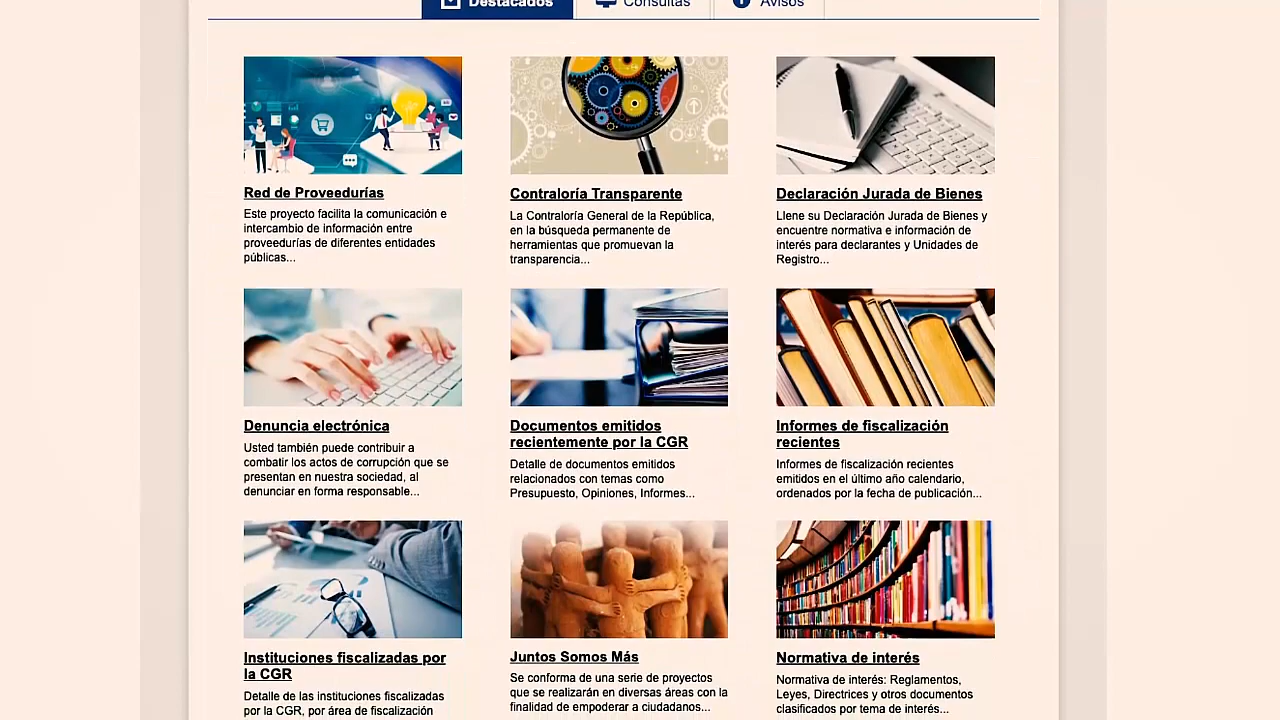 Destacados
Consultas
Avisos
Red de Proveedurías
Este proyecto facilita la comunicación e
intercambio de información entre
proveedurías de diferentes entidades
públicas...
Contraloría Transparente
La Contraloría General de la República,
en la búsqueda permanente de
herramientas que promuevan la
transparencia...
Declaración Jurada de Bienes
Llene su Declaración Jurada de Bienes y
encuentre normativa e información de
interés para declarantes y Unidades de
Registro...
Denuncia electrónica
Usted también puede contribuir a
combatir los actos de corrupción que se
presentan en nuestra sociedad, al
denunciar en forma responsable...
Documentos emitidos
recientemente por la CGR
Detalle de documentos emitidos
relacionados con temas como
Presupuesto, Opiniones, Informes...
Informes de fiscalización
recientes
Informes de fiscalización recientes
emitidos en el último año calendario,
ordenados por la fecha de publicación...
Instituciones fiscalizadas por
la CGR
Detalle de las instituciones fiscalizadas
por la CGR, por área de fiscalización
Juntos Somos Más
Se conforma de una serie de proyectos
que se realizarán en diversas áreas con la
finalidad de empoderar a ciudadanos...
Normativa de interés
Normativa de interés: Reglamentos,
Leyes, Directrices y otros documentos
clasificados por tema de interés...